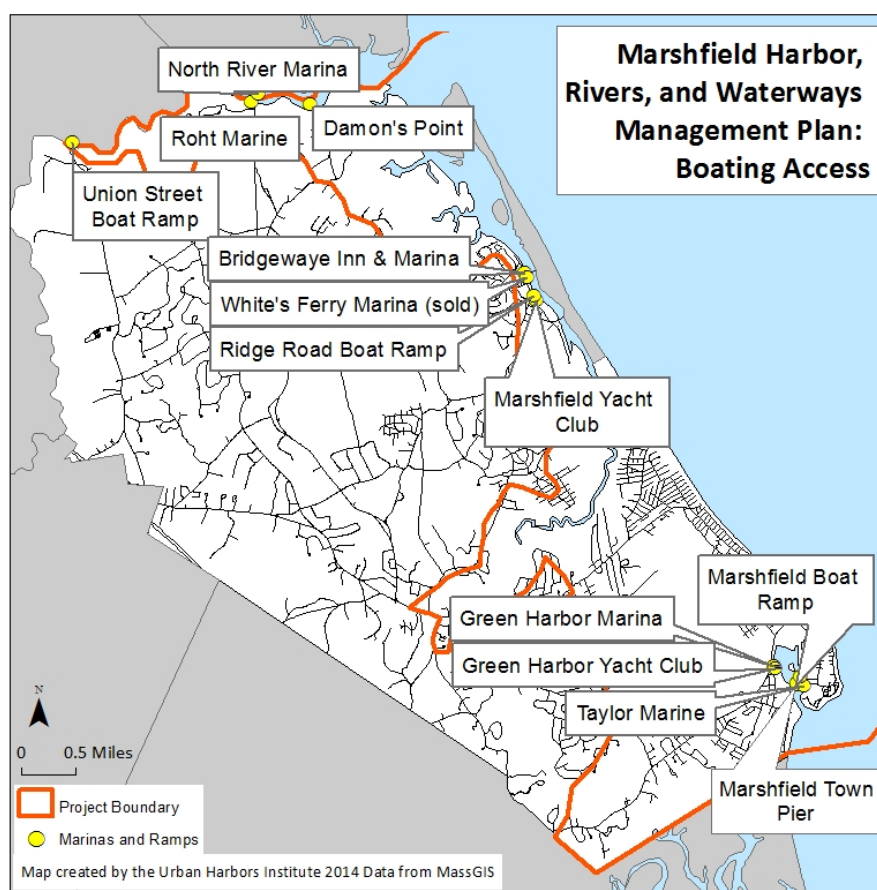 Marshfield Harbor,
Rivers, and Waterways
Management Plan:
Boating Access
North River Marina
Roht Marine
Damon's Point
Union Street
Boat Ramp
Bridgewaye Inn & Marina
White's Ferry Marina (sold)
Ridge Road Boat Ramp
Marshfield Yacht
Club
Marshfield Boat
Ramp
Green Harbor Marina
Green Harbor Yacht Club
Taylor Marine
Marshfield Town
Pier
N
0 0.5 Miles
Project Boundary
Marinas and Ramps
Map created by the Urban Harbors Institute 2014 Data from MassGIS